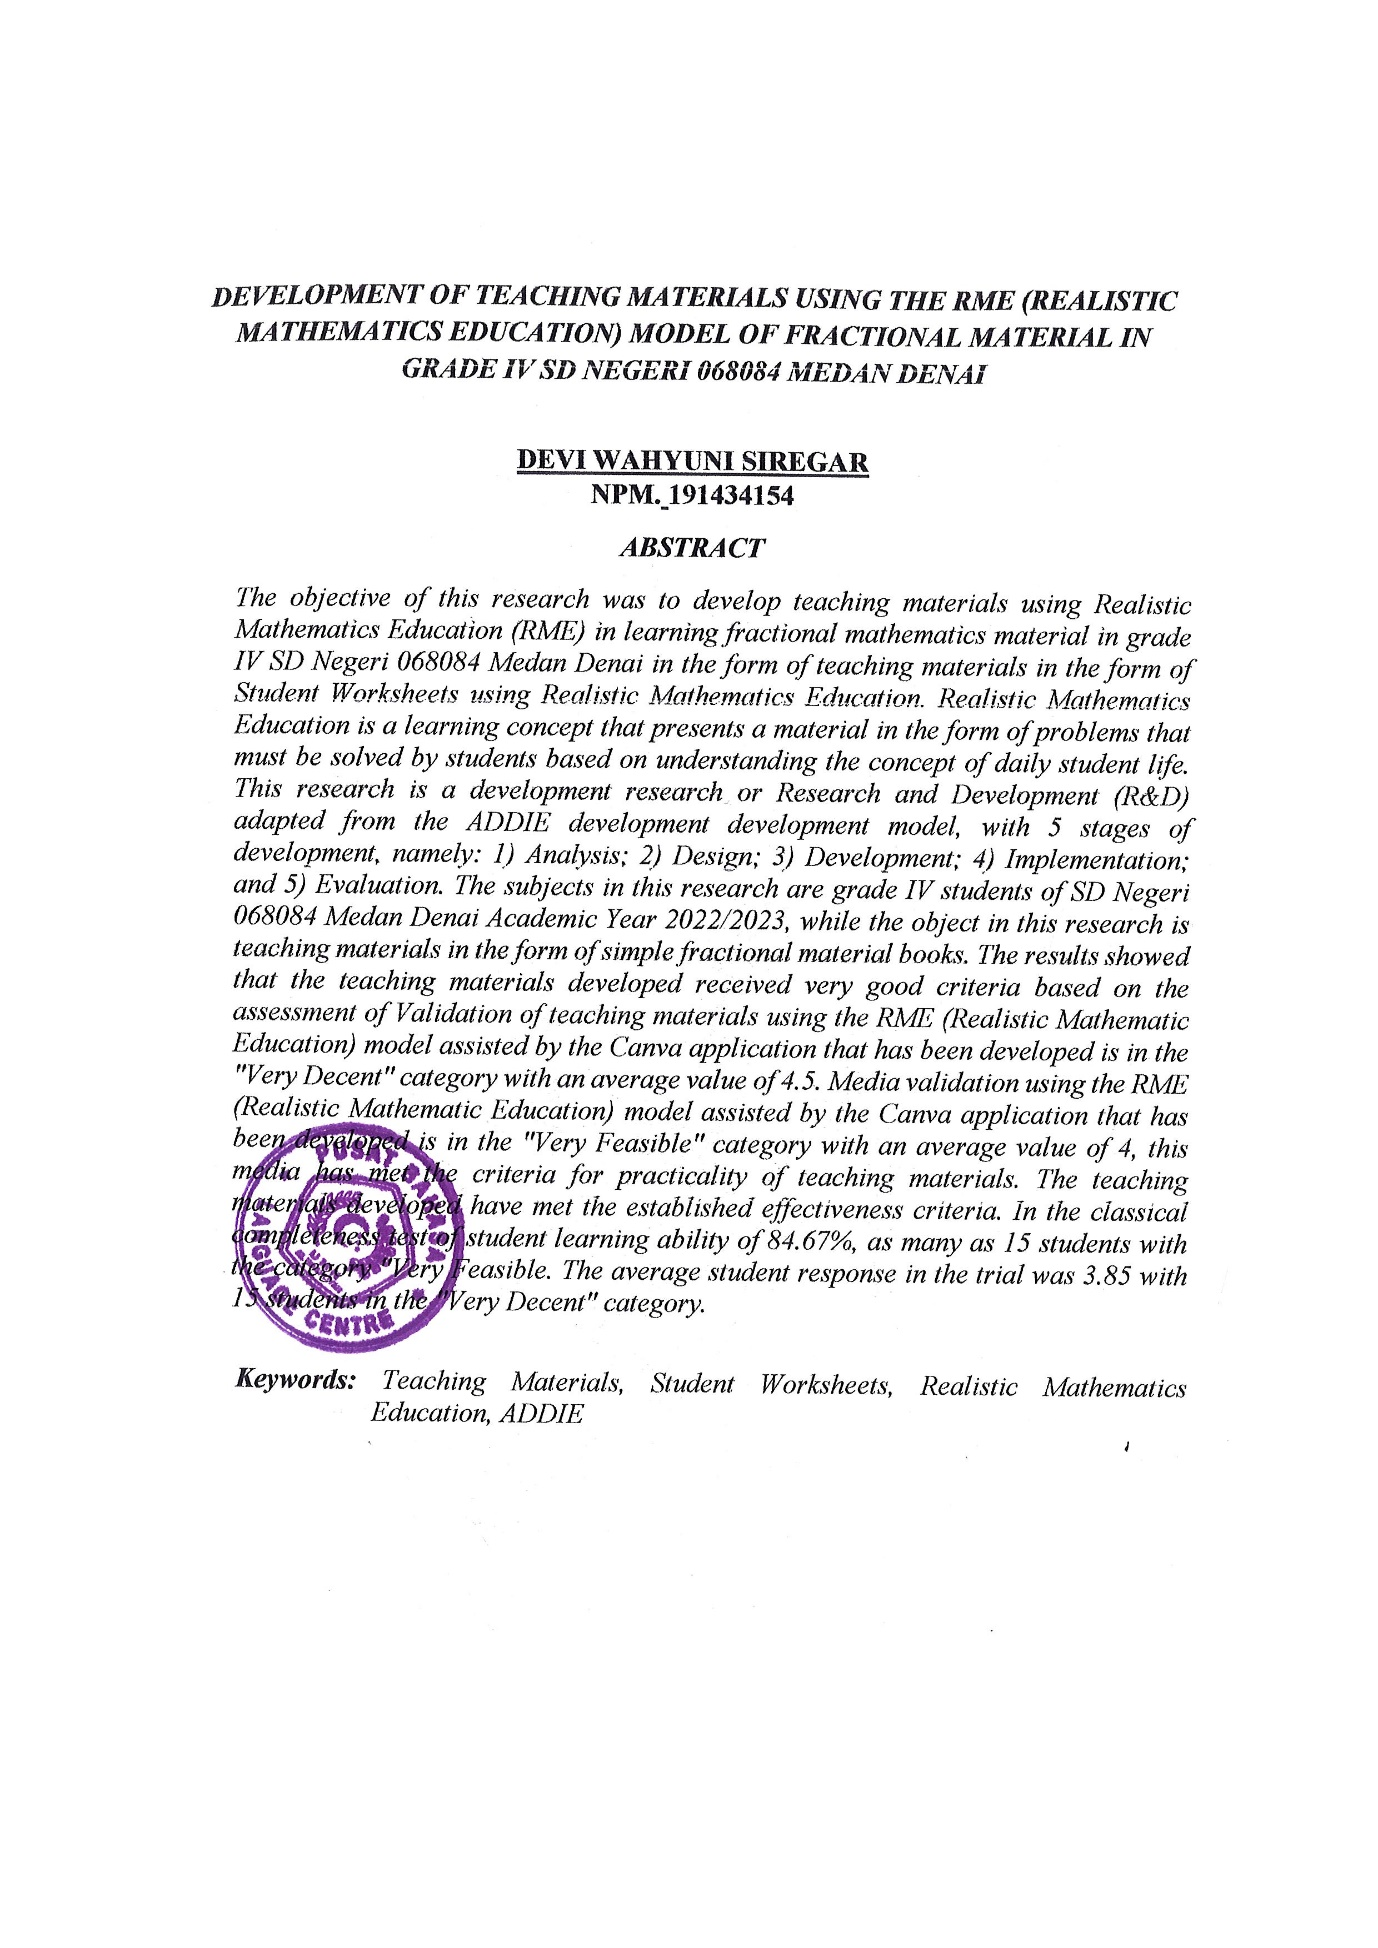 DEVELOPMENT OF TEACHING MATERIALS USING THE RME (REALISTIC
MATHEMATICS EDUCATION) MODEL OF FRACTIONAL MATERIAL IN
GRADE IV SD NEGERI 068084 MEDAN DENAI
DEVI WAHYUNI SIREGAR
NPM. 191434154
ABSTRACT
The objective of this research was to develop teaching materials using Realistic
Mathematics Education (RME) in learning fractional mathematics material in grade
IV SD Negeri 068084 Medan Denai in the form of teaching materials in the form of
Student Worksheets using Realistic Mathematics Education. Realistic Mathematics
Education is a learning concept that presents a material in the form of problems that
must be solved by students based on understanding the concept of daily student life.
This research is a development research or Research and Development (R&D)
adapted from the ADDIE development development model, with 5 stages of
development, namely: 1) Analysis; 2) Design; 3) Development; 4) Implementation;
and 5) Evaluation. The subjects in this research are grade IV students of SD Negeri
068084 Medan Denai Academic Year 2022/2023, while the object in this research is
teaching materials in the form of simple fractional material books. The results showed
that the teaching materials developed received very good criteria based on the
assessment of Validation of teaching materials using the RME (Realistic Mathematic
Education) model assisted by the Canva application that has been developed is in the
"Very Decent" category with an average value of 4.5. Media validation using the RME
(Realistic Mathematic Education) model assisted by the Canva application that has
been developed is in the "Very Feasible" category with an average value of 4, this
media has met the criteria for practicality of teaching materials. The teaching
materials developed have met the established effectiveness criteria. In the classical
completeness test of student learning ability of 84.67%, as many as 15 students with
the category "Very Feasible. The average student response in the trial was 3.85 with
15 students in the "Very Decent" category.
PUSAT BAHASA
LANGUAGE CENTRE
Keywords: Teaching Materials, Student Worksheets, Realistic Mathematics
Education, ADDIE